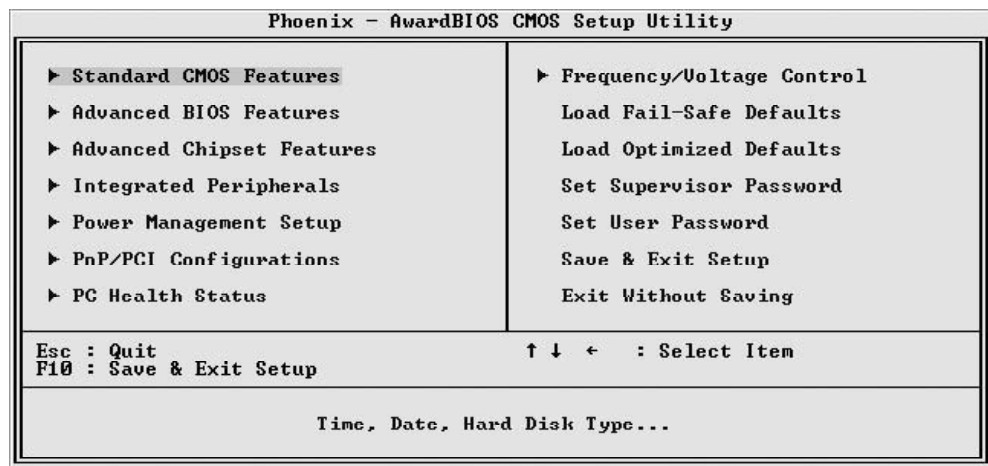 Phoenix - AwardBIOS CMOS Setup Utility
▶ Standard CMOS Features
▶ Advanced BIOS Features
▶ Advanced Chipset Features
▶ Integrated Peripherals
▶ Power Management Setup
▶ PnP/PCI Configurations
▶ PC Health Status
▶ Frequency/Voltage Control
Load Fail-Safe Defaults
Load Optimized Defaults
Set Supervisor Password
Set User Password
Save & Exit Setup
Exit Without Saving
Esc : Quit
F10 : Save & Exit Setup
↑ ↓ ← : Select Item
Time, Date, Hard Disk Type...